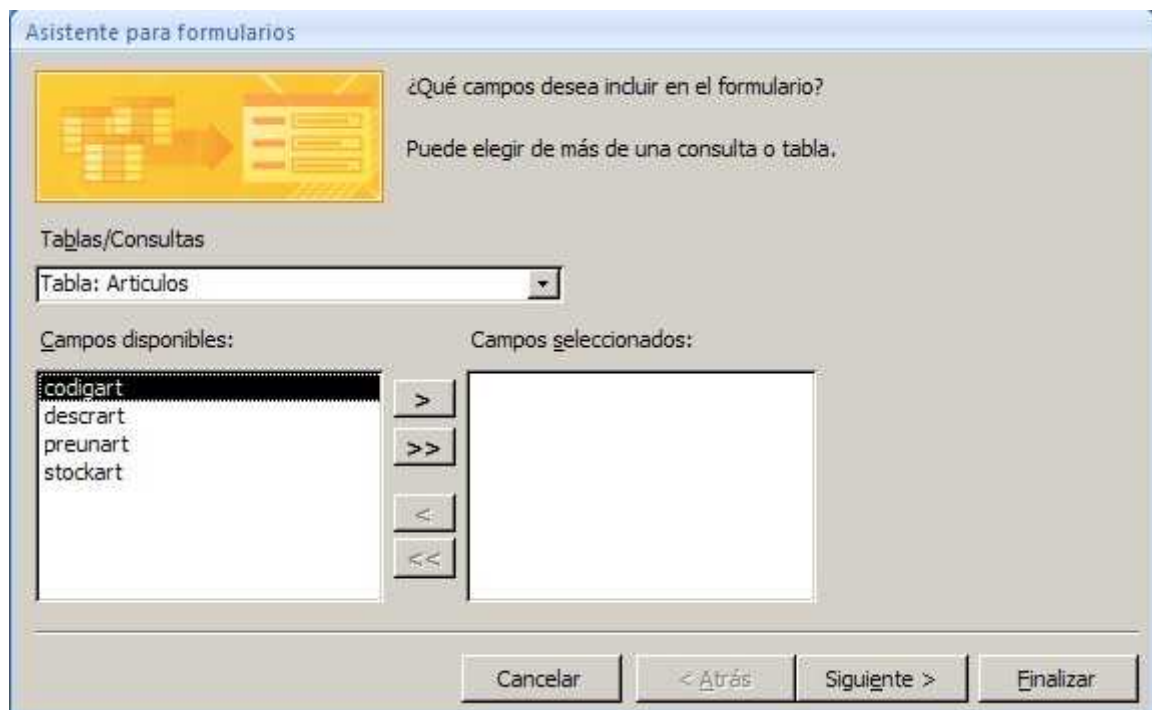 Asistente para formularios
¿Qué campos desea incluir en el formulario?
Puede elegir de más de una consulta o tabla.
Tablas/Consultas
Tabla: Articulos
Campos disponibles:
Campos seleccionados:
codigart
descrart
preunart
stockart
>
>>
<
<<
Cancelar
< Atrás
Siguiente >
Finalizar